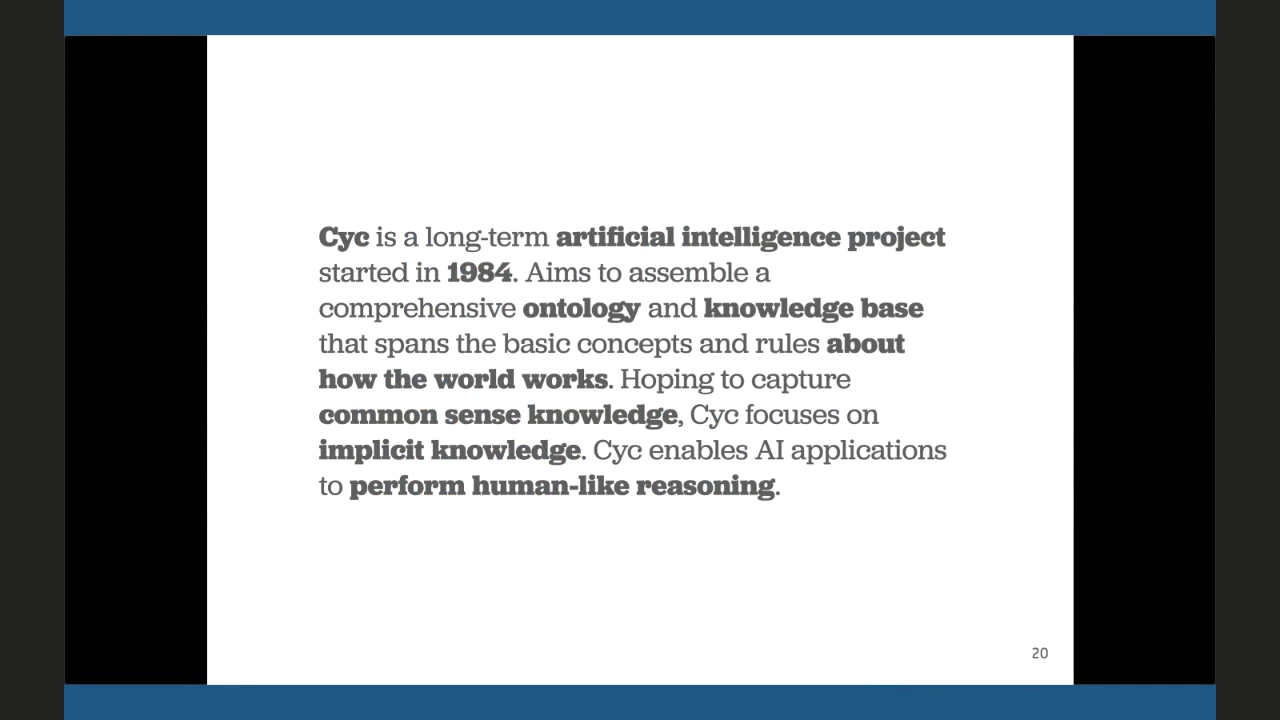 Cyc is a long-term artificial intelligence project
started in 1984. Aims to assemble a
comprehensive ontology and knowledge base
that spans the basic concepts and rules about
how the world works. Hoping to capture
common sense knowledge, Cyc focuses on
implicit knowledge. Cyc enables AI applications
to perform human-like reasoning.
20